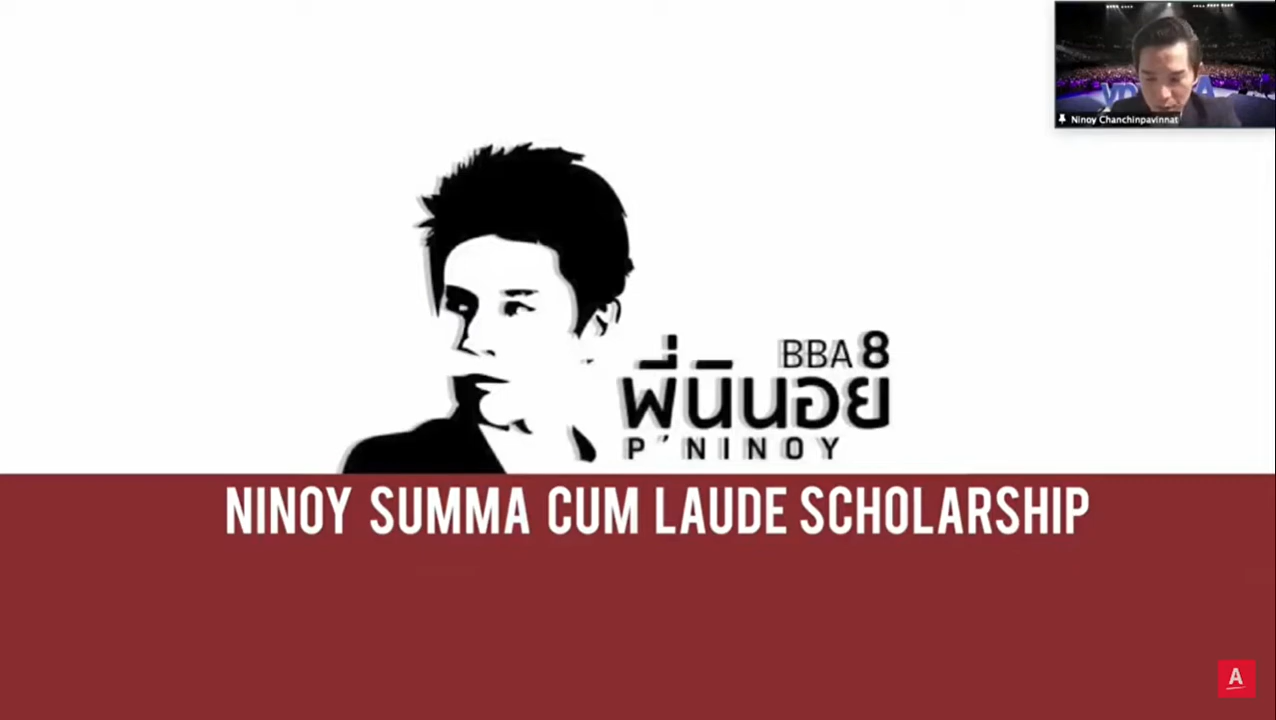 Ninoy Chanchinpavinnat
BBA 8
พี่นินอย
P'NINOY
NINOY SUMMA CUM LAUDE SCHOLARSHIP
A